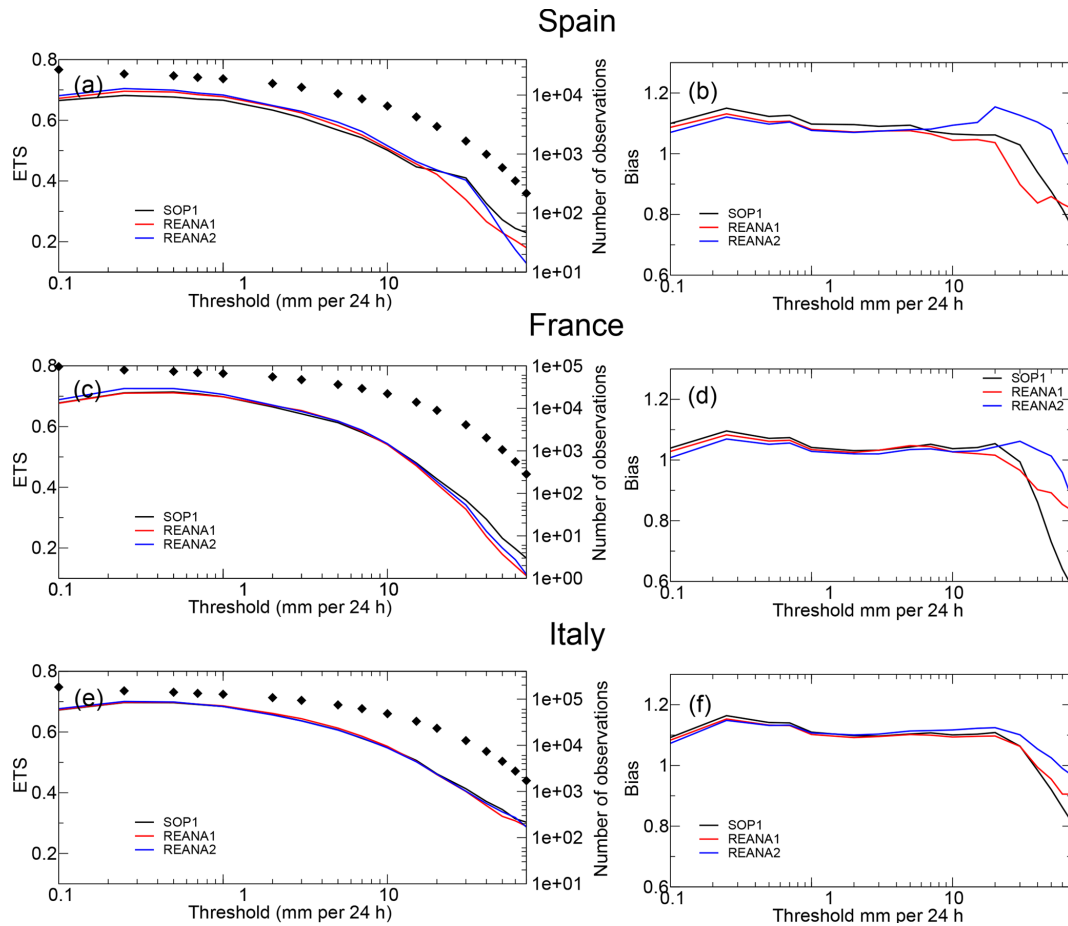 Spain
0.8
(a)
0.6
0.4
0.2
ETS
SOP1
REANA1
REANA2
1e+04
1e+03
1e+02
1e+01
Number of observations
0.1
1
10
Threshold (mm per 24 h)
(b)
1.2
1
0.8
0.6
Bias
SOP1
REANA1
REANA2
0.1
1
10
Threshold mm per 24 h
France
0.8
(c)
0.6
0.4
0.2
ETS
SOP1
REANA1
REANA2
1e+05
1e+04
1e+03
1e+02
1e+01
1e+00
Number of observations
0.1
1
10
Threshold (mm per 24 h)
(d)
1.2
1
0.8
0.6
Bias
SOP1
REANA1
REANA2
0.1
1
10
Threshold mm per 24 h
Italy
0.8
(e)
0.6
0.4
0.2
ETS
SOP1
REANA1
REANA2
1e+05
1e+04
1e+03
1e+02
1e+01
Number of observations
0.1
1
10
Threshold (mm per 24 h)
(f)
1.2
1
0.8
0.6
Bias
SOP1
REANA1
REANA2
0.1
1
10
Threshold mm per 24 h